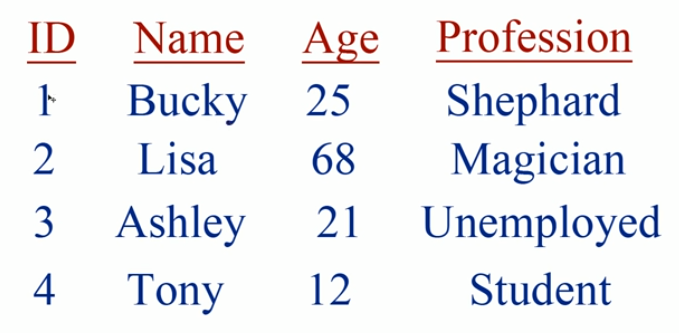 ID Name Age Profession
1 Bucky 25 Shephard
2 Lisa 68 Magician
3 Ashley 21 Unemployed
4 Tony 12 Student